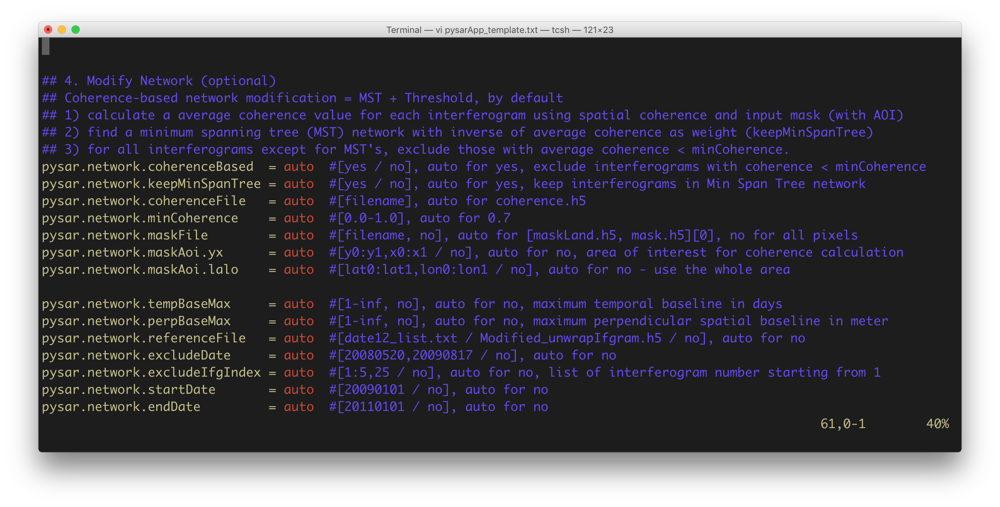 Terminal — vi pysarApp_template.txt — tcsh — 121×23
## 4. Modify Network (optional)
## Coherence-based network modification = MST + Threshold, by default
## 1) calculate a average coherence value for each interferogram using spatial coherence and input mask (with AOI)
## 2) find a minimum spanning tree (MST) network with inverse of average coherence as weight (keepMinSpanTree)
## 3) for all interferograms except for MST's, exclude those with average coherence < minCoherence.
pysar.network.coherenceBased  = auto  #[yes / no], auto for yes, exclude interferograms with coherence < minCoherence
pysar.network.keepMinSpanTree = auto  #[yes / no], auto for yes, keep interferograms in Min Span Tree network
pysar.network.coherenceFile   = auto  #[filename], auto for coherence.h5
pysar.network.minCoherence    = auto  #[0.0-1.0], auto for 0.7
pysar.network.maskFile        = auto  #[filename, no], auto for [maskLand.h5, mask.h5][0], no for all pixels
pysar.network.maskAoi.yx      = auto  #[y0:y1,x0:x1 / no], auto for no, area of interest for coherence calculation
pysar.network.maskAoi.lalo    = auto  #[lat0:lat1,lon0:lon1 / no], auto for no - use the whole area
pysar.network.tempBaseMax     = auto  #[1-inf, no], auto for no, maximum temporal baseline in days
pysar.network.perpBaseMax     = auto  #[1-inf, no], auto for no, maximum perpendicular spatial baseline in meter
pysar.network.referenceFile   = auto  #[date12_list.txt / Modified_unwrapIfgram.h5 / no], auto for no
pysar.network.excludeDate     = auto  #[20080520,20090817 / no], auto for no
pysar.network.excludeIfgIndex = auto  #[1:5,25 / no], auto for no, list of interferogram number starting from 1
pysar.network.startDate       = auto  #[20090101 / no], auto for no
pysar.network.endDate         = auto  #[20110101 / no], auto for no
61,0-1        40%